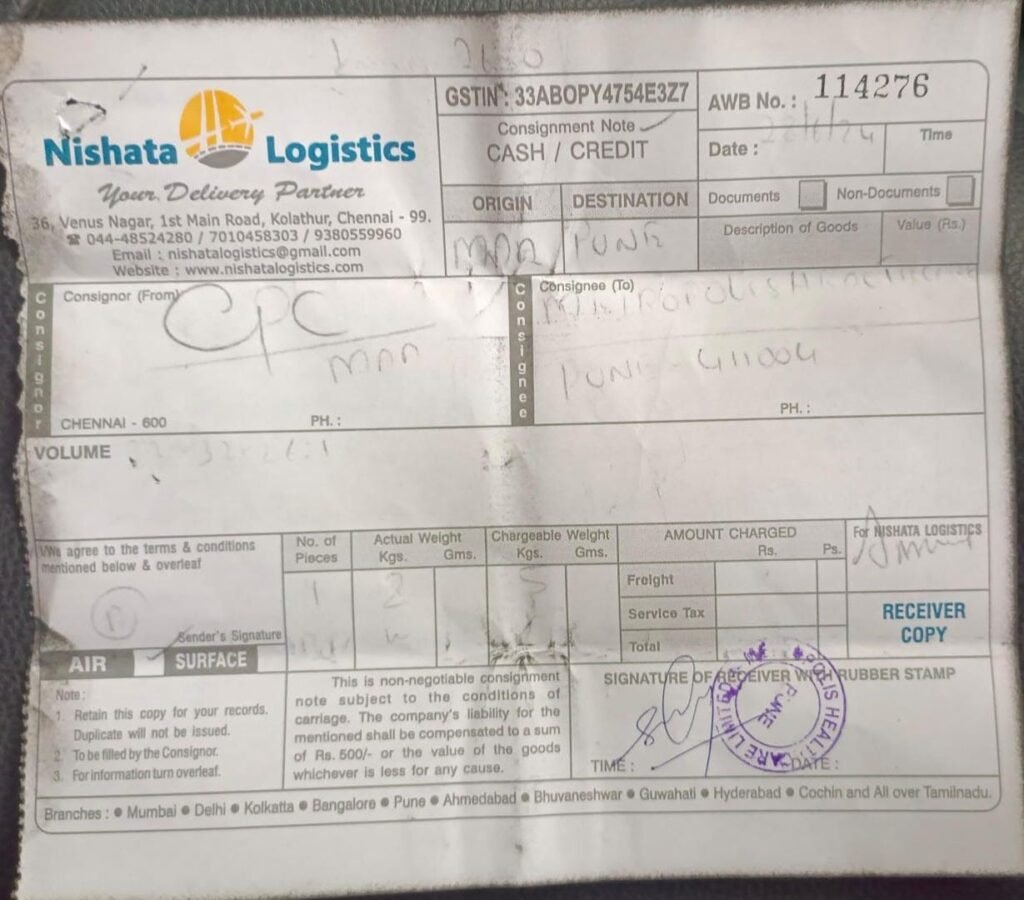 Nishata Logistics
Your Delivery Partner
36, Venus Nagar, 1st Main Road, Kolathur, Chennai - 99.
☎ 044-48524280 / 7010458303 / 9380559960
Email : nishatalogistics@gmail.com
Website : www.nishatalogistics.com
GSTIN : 33ABOPY4754E3Z7
Consignment Note
CASH / CREDIT
ORIGIN DESTINATION
MAA PUNE
AWB No. : 114276
Date : 28/6/24 Time
Documents Non-Documents
Description of Goods Value (Rs.)
Consignor
Consignor (From)
CPC
MAA
CHENNAI - 600 PH. :
Consignee
Consignee (To)
PUNE - 411004
PH. :
VOLUME
We agree to the terms & conditions
mentioned below & overleaf
Sender's Signature
No. of Pieces
1
Actual Weight
Kgs. Gms.
2
Chargeable Weight
Kgs. Gms.
5
AMOUNT CHARGED
Rs. Ps.
Freight
Service Tax
Total
For NISHATA LOGISTICS
RECEIVER
COPY
AIR SURFACE
Note :
1. Retain this copy for your records.
Duplicate will not be issued.
2. To be filled by the Consignor.
3. For information turn overleaf.
This is non-negotiable consignment
note subject to the conditions of
carriage. The company's liability for the
mentioned shall be compensated to a sum
of Rs. 500/- or the value of the goods
whichever is less for any cause.
SIGNATURE OF RECEIVER WITH RUBBER STAMP
OLIS HEALTHCARE LIMITED
PUNE
TIME : DATE :
Branches : ● Mumbai ● Delhi ● Kolkatta ● Bangalore ● Pune ● Ahmedabad ● Bhuvaneshwar ● Guwahati ● Hyderabad ● Cochin and All over Tamilnadu.